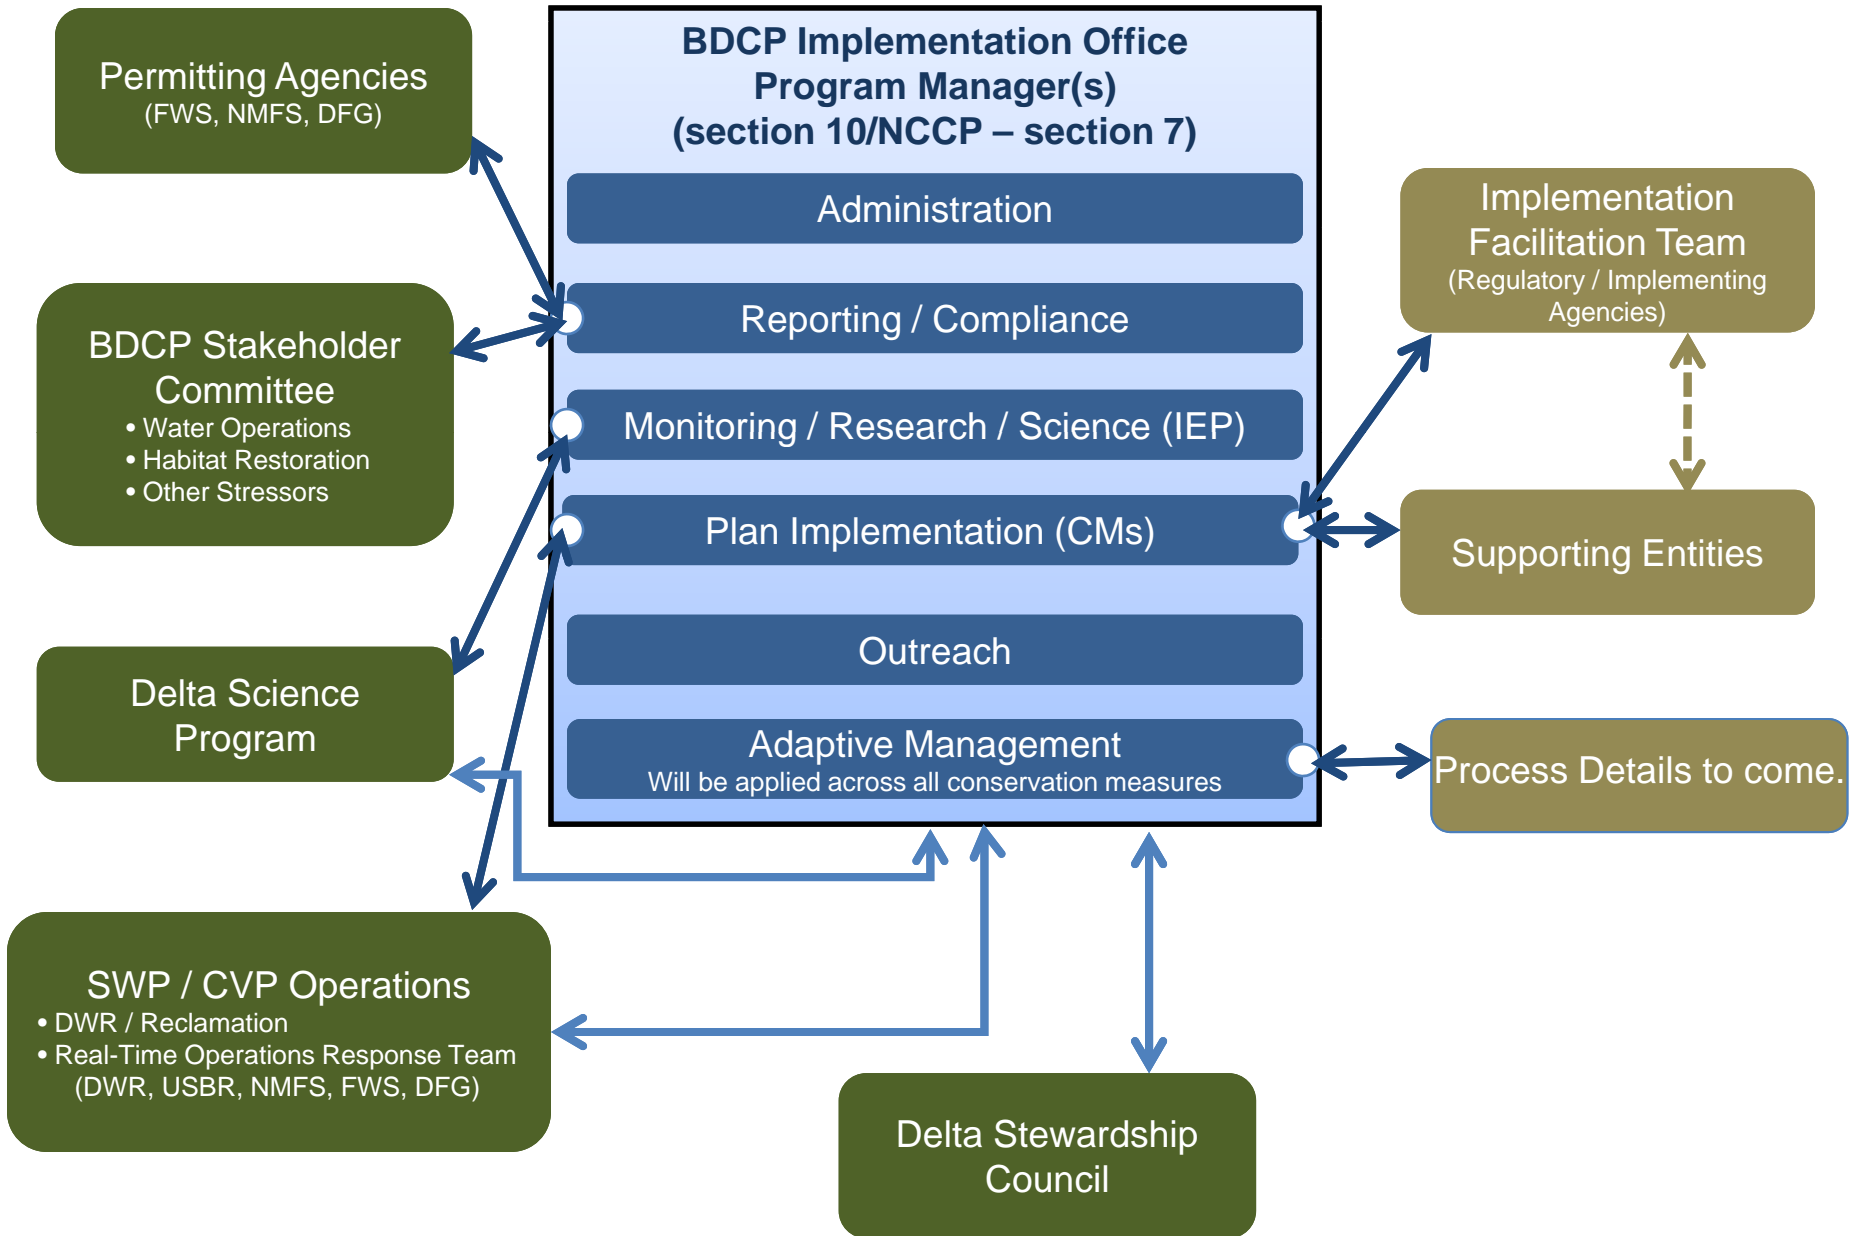 Permitting Agencies
(FWS, NMFS, DFG)
BDCP Implementation Office
Program Manager(s)
(section 10/NCCP – section 7)
Administration
Reporting / Compliance
Monitoring / Research / Science (IEP)
Plan Implementation (CMs)
Outreach
Adaptive Management
Will be applied across all conservation measures
BDCP Stakeholder
Committee
• Water Operations
• Habitat Restoration
• Other Stressors
Delta Science
Program
SWP / CVP Operations
• DWR / Reclamation
• Real-Time Operations Response Team
(DWR, USBR, NMFS, FWS, DFG)
Implementation
Facilitation Team
(Regulatory / Implementing
Agencies)
Supporting Entities
Process Details to come.
Delta Stewardship
Council